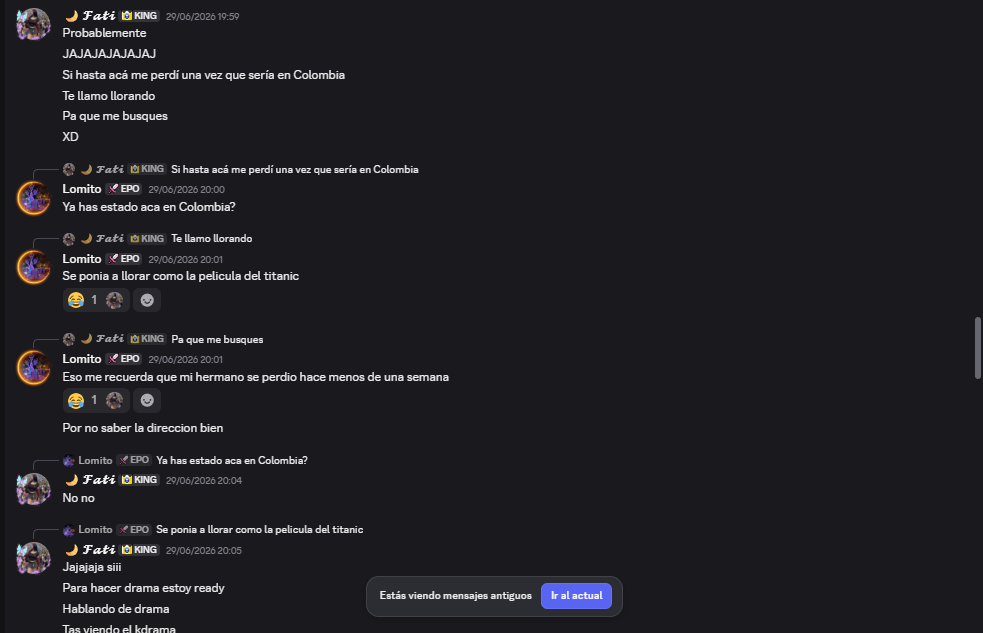 🌙 𝓕𝓪𝓽𝓲 KING 29/06/2026 19:59
Probablemente
JAJAJAJAJAJAJ
Si hasta acá me perdí una vez que sería en Colombia
Te llamo llorando
Pa que me busques
XD
🌙 𝓕𝓪𝓽𝓲 KING Si hasta acá me perdí una vez que sería en Colombia
Lomito EPO 29/06/2026 20:00
Ya has estado aca en Colombia?
🌙 𝓕𝓪𝓽𝓲 KING Te llamo llorando
Lomito EPO 29/06/2026 20:01
Se ponia a llorar como la pelicula del titanic
😂 1
🌙 𝓕𝓪𝓽𝓲 KING Pa que me busques
Lomito EPO 29/06/2026 20:01
Eso me recuerda que mi hermano se perdio hace menos de una semana
😂 1
Por no saber la direccion bien
Lomito EPO Ya has estado aca en Colombia?
🌙 𝓕𝓪𝓽𝓲 KING 29/06/2026 20:04
No no
Lomito EPO Se ponia a llorar como la pelicula del titanic
🌙 𝓕𝓪𝓽𝓲 KING 29/06/2026 20:05
Jajajaja siii
Para hacer drama estoy ready
Hablando de drama
Tas viendo el kdrama
Estás viendo mensajes antiguos Ir al actual